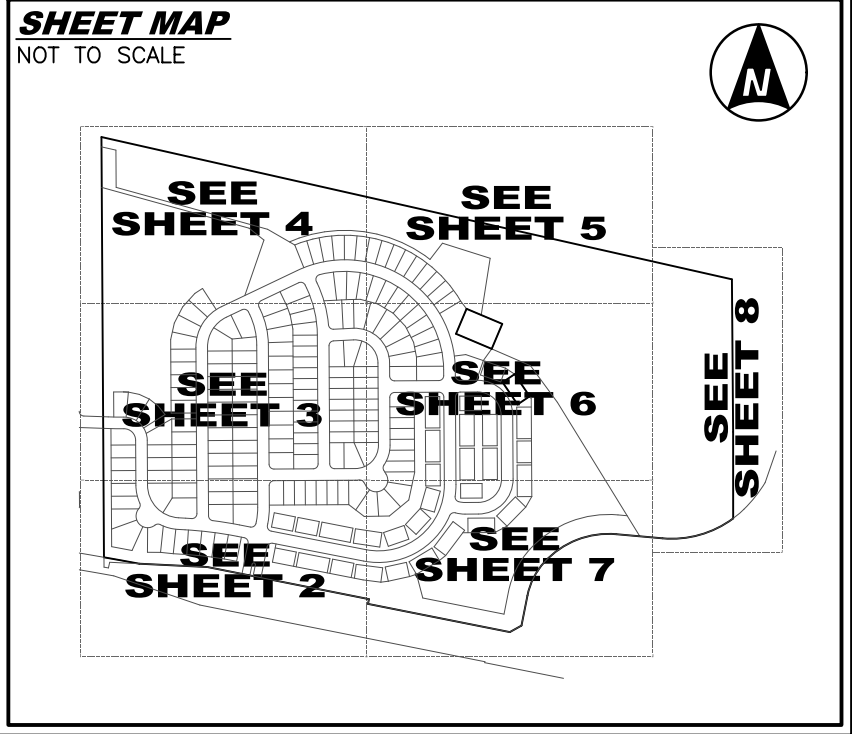 SHEET MAP
NOT TO SCALE
N
SEE
SHEET 4
SEE
SHEET 5
SEE
SHEET 3
SEE
SHEET 6
SEE
SHEET 8
SEE
SHEET 2
SEE
SHEET 7